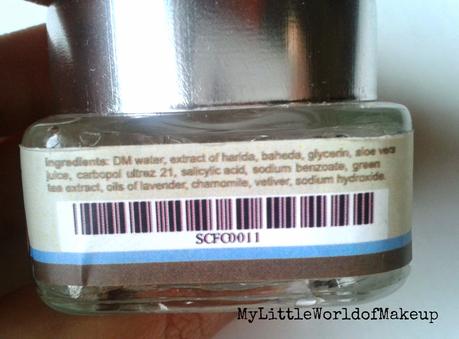 Ingredients: DM water, extract of harida, baheda, glycerin, aloe vera
juice, carbopol ultrez 21, salicylic acid, sodium benzoate, green
tea extract, oils of lavender, chamomile, vetiver, sodium hydroxide.
SCFC0011
MyLittleWorldofMakeup